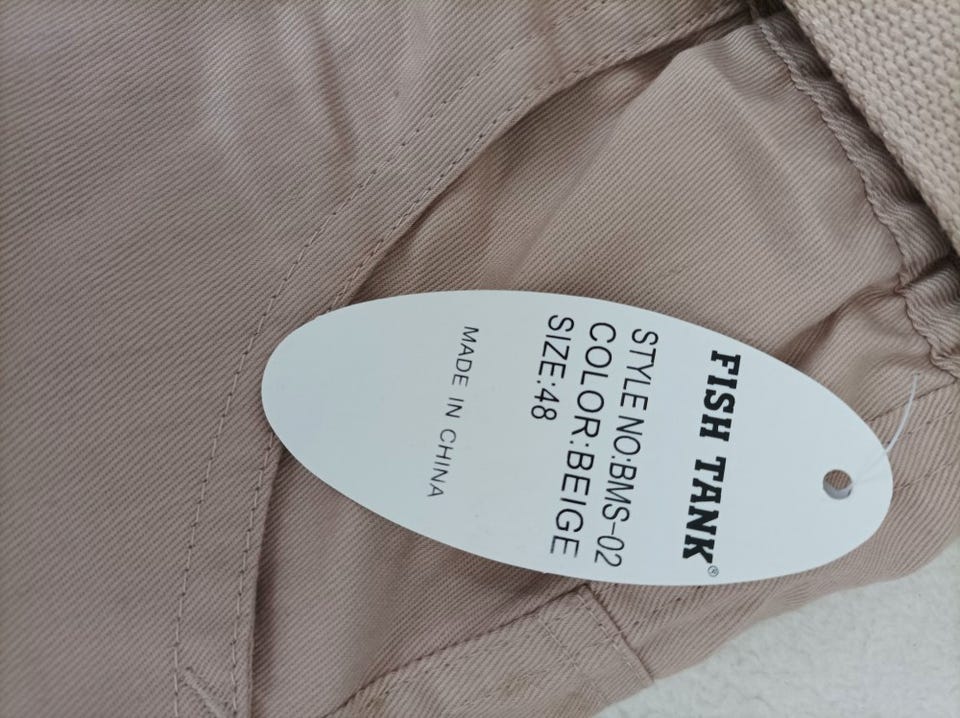 FISH TANK®
STYLE NO:BMS-02
COLOR:BEIGE
SIZE:48
MADE IN CHINA